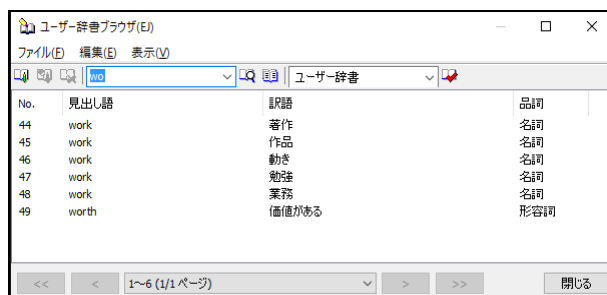 ユーザー辞書ブラウザ(EJ)
ファイル(F) 編集(E) 表示(V)
wo ユーザー辞書
No. 見出し語 訳語 品詞
44 work 著作 名詞
45 work 作品 名詞
46 work 動き 名詞
47 work 勉強 名詞
48 work 業務 名詞
49 worth 価値がある 形容詞
<< < 1～6 (1/1 ページ) > >> 閉じる